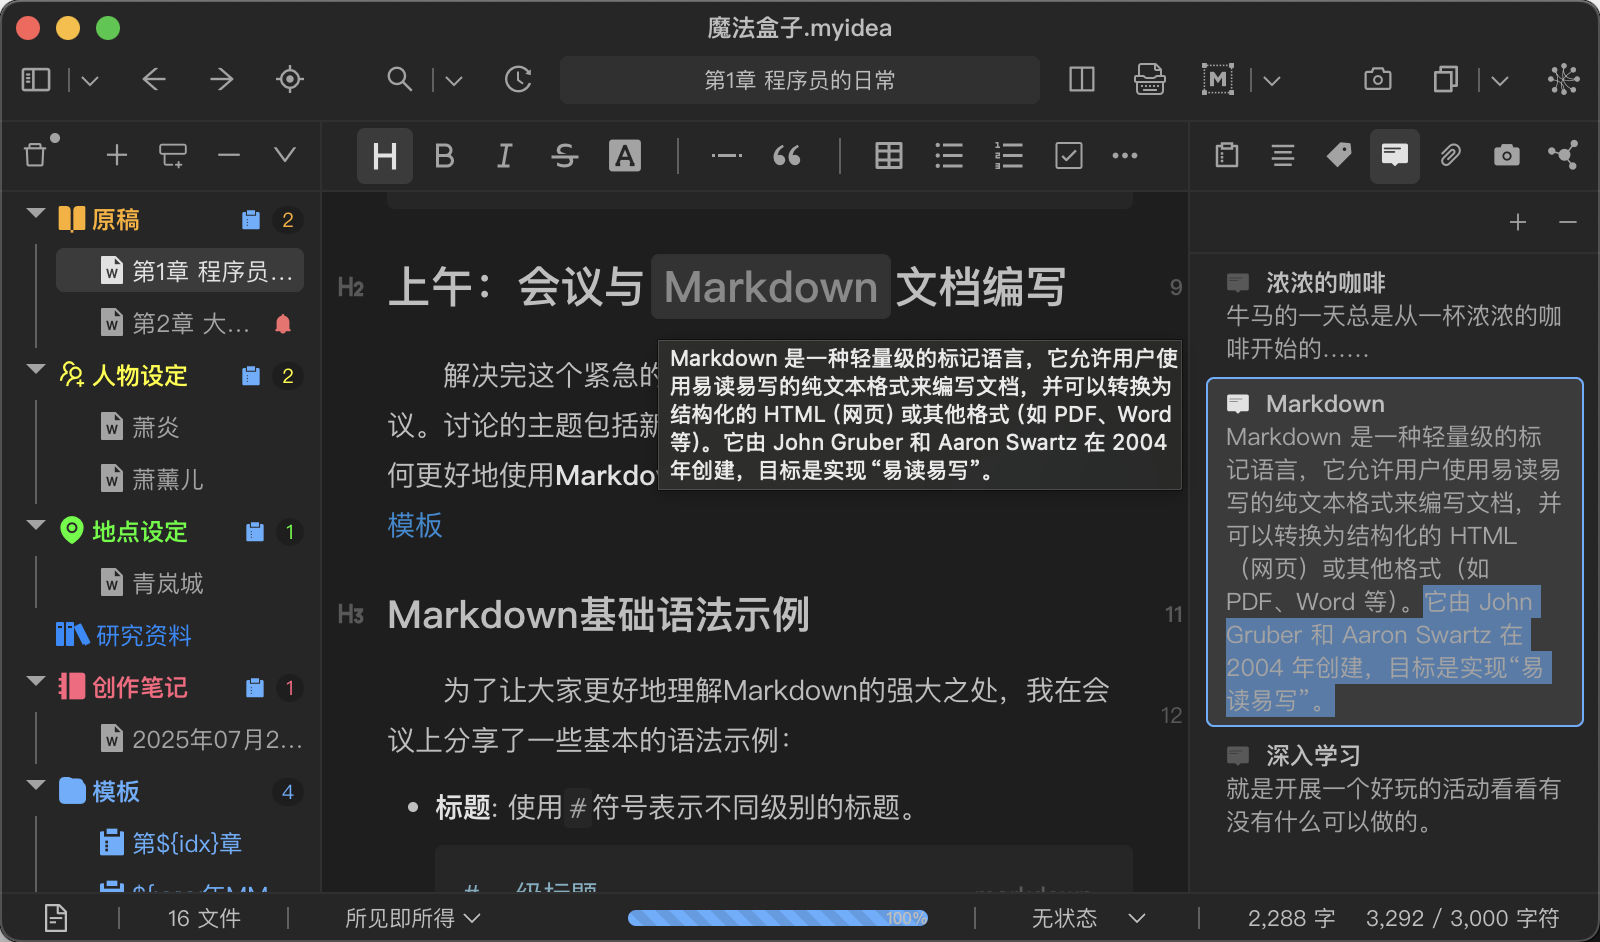 魔法盒子.myidea
第1章 程序员的日常
原稿 2
第1章 程序员…
第2章 大…
人物设定 2
萧炎
萧薰儿
地点设定 1
青岚城
研究资料
创作笔记 1
2025年07月2…
模板 4
第${idx}章
H B I S A
H2 上午：会议与 Markdown 文档编写 9
解决完这个紧急的
议。讨论的主题包括新
何更好地使用Markdo
模板
Markdown 是一种轻量级的标记语言，它允许用户使
用易读易写的纯文本格式来编写文档，并可以转换为
结构化的 HTML（网页）或其他格式（如 PDF、Word
等）。它由 John Gruber 和 Aaron Swartz 在 2004
年创建，目标是实现“易读易写”。
H3 Markdown基础语法示例 11
为了让大家更好地理解Markdown的强大之处，我在会
议上分享了一些基本的语法示例： 12
• 标题: 使用 # 符号表示不同级别的标题。
# 一级标题 markdown
浓浓的咖啡
牛马的一天总是从一杯浓浓的咖
啡开始的……
Markdown
Markdown 是一种轻量级的标
记语言，它允许用户使用易读易
写的纯文本格式来编写文档，并
可以转换为结构化的 HTML
（网页）或其他格式（如
PDF、Word 等）。它由 John
Gruber 和 Aaron Swartz 在
2004 年创建，目标是实现“易
读易写”。
深入学习
就是开展一个好玩的活动看看有
没有什么可以做的。
16 文件
所见即所得
100%
无状态
2,288 字
3,292 / 3,000 字符